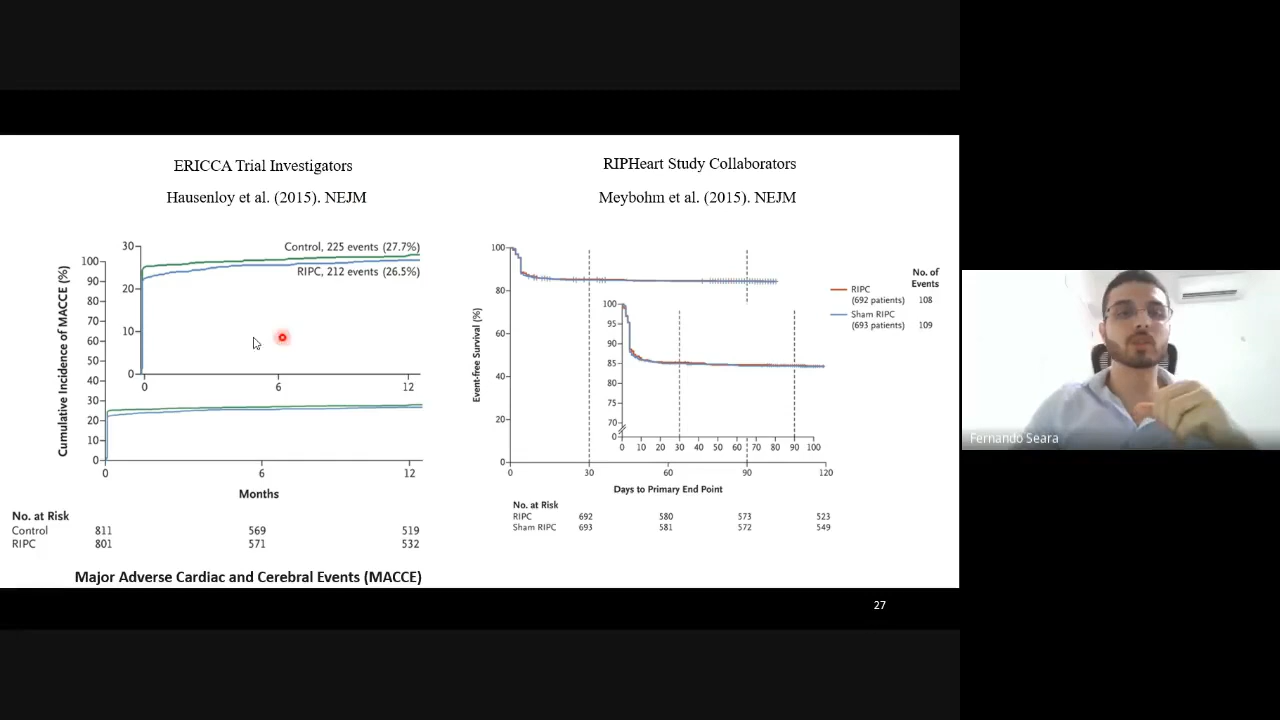 ERICCA Trial Investigators
Hausenloy et al. (2015). NEJM
Cumulative Incidence of MACCE (%)
100
90
80
70
60
50
40
30
20
10
0
30
20
10
0
Control, 225 events (27.7%)
RIPC, 212 events (26.5%)
0 6 12
0 6 12
Months
No. at Risk
Control 811 569 519
RIPC 801 571 532
Major Adverse Cardiac and Cerebral Events (MACCE)
RIPHeart Study Collaborators
Meybohm et al. (2015). NEJM
Event-free Survival (%)
100
80
60
40
20
0
100
95
90
85
80
75
70
0
0 10 20 30 40 50 60 70 80 90 100
0 30 60 90 120
Days to Primary End Point
No. of
Events
RIPC
(692 patients) 108
Sham RIPC
(693 patients) 109
No. at Risk
RIPC 692 580 573 523
Sham RIPC 693 581 572 549
27
Fernando Seara